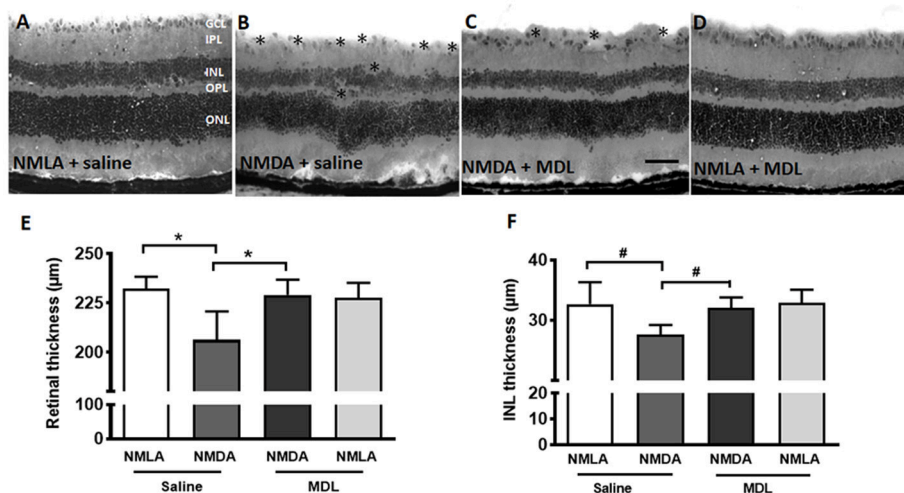 A
GCL
IPL
INL
OPL
ONL
NMLA + saline
B
* * * * * *
*
*
NMDA + saline
C
* * *
NMDA + MDL
D
NMLA + MDL
E
Retinal thickness (µm)
250
225
200
100
0
*
*
NMLA
NMDA
NMDA
NMLA
Saline
MDL
F
INL thickness (µm)
40
30
20
20
0
#
#
NMLA
NMDA
NMDA
NMLA
Saline
MDL